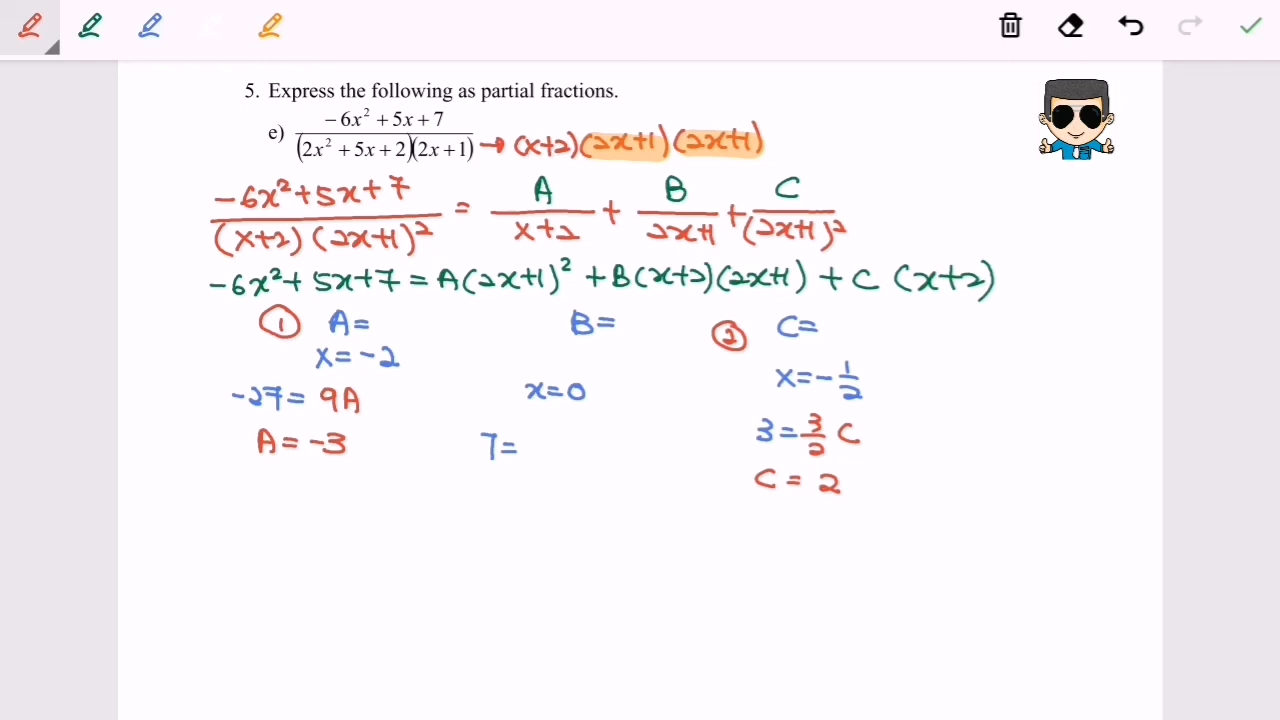 5. Express the following as partial fractions.
e) (-6x² + 5x + 7)/((2x² + 5x + 2)(2x + 1)) → (x+2)(2x+1)(2x+1)
(-6x²+5x+7)/((x+2)(2x+1)²) = A/(x+2) + B/(2x+1) + C/(2x+1)²
-6x²+5x+7 = A(2x+1)² + B(x+2)(2x+1) + C(x+2)
① A= B= ② C=
x=-2 x=-1/2
-27= 9A x=0
3=3/2 C
A= -3 7=
C = 2